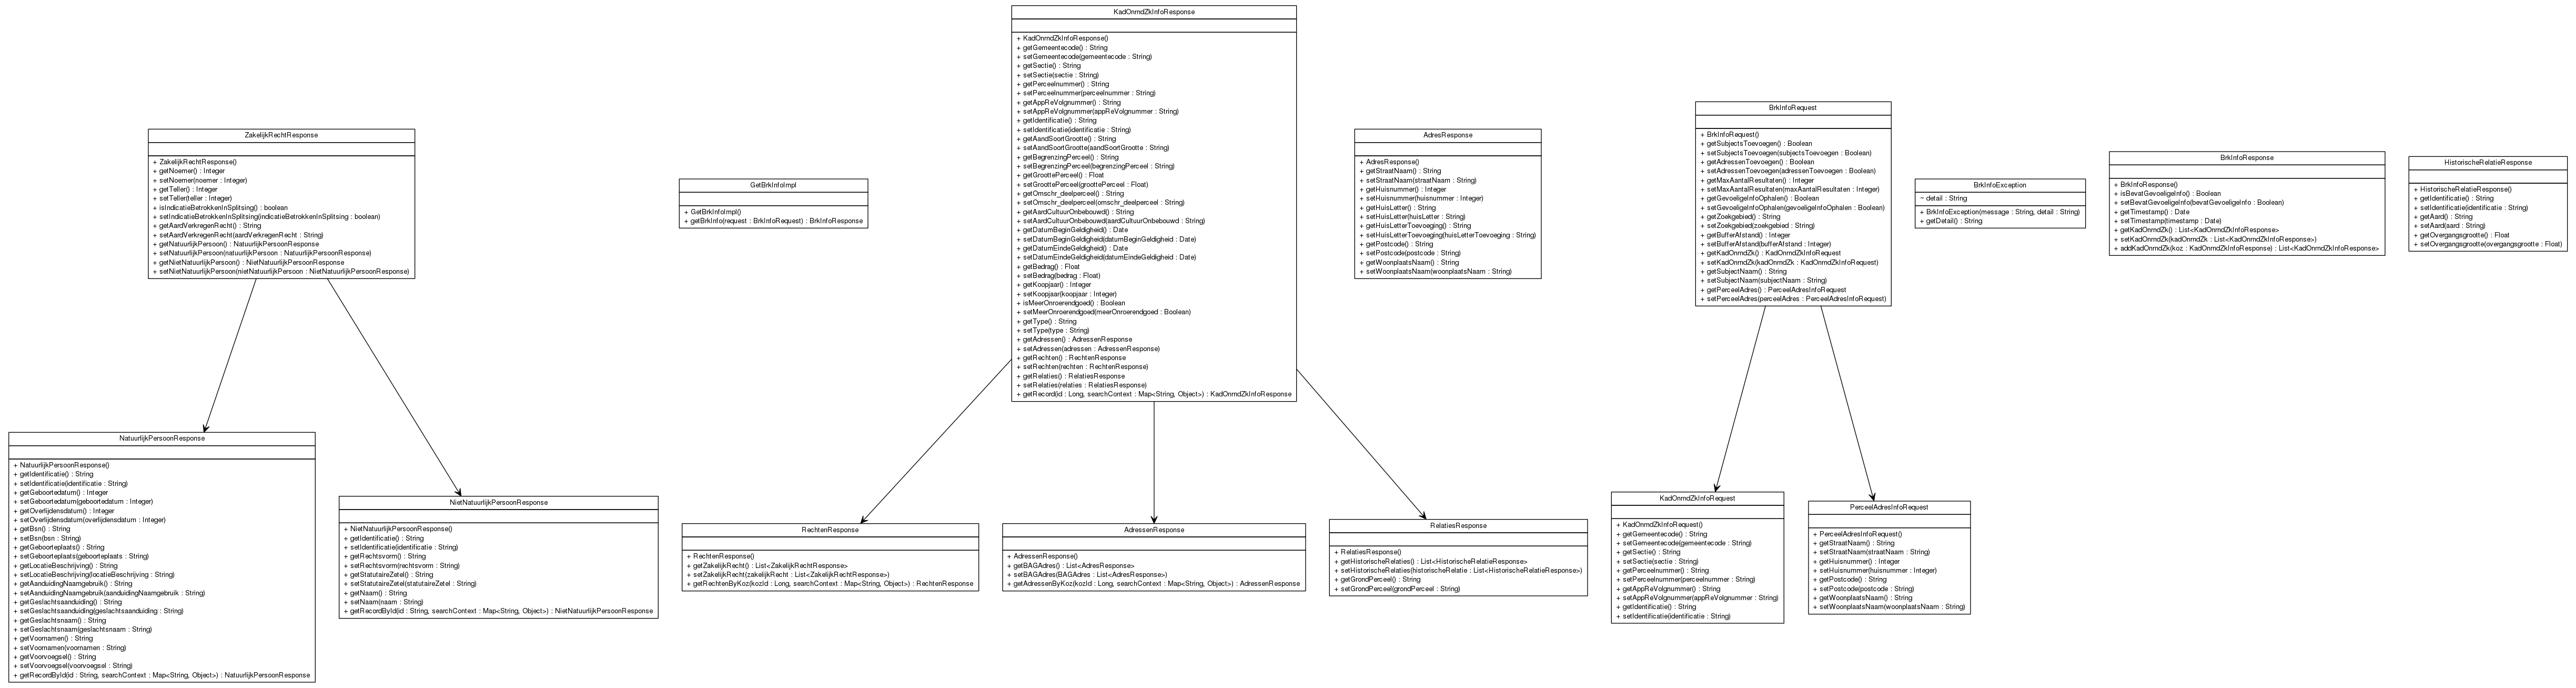 KadOnrndZkInfoResponse
+ KadOnrndZkInfoResponse()
+ getGemeentecode() : String
+ setGemeentecode(gemeentecode : String)
+ getSectie() : String
+ setSectie(sectie : String)
+ getPerceelnummer() : String
+ setPerceelnummer(perceelnummer : String)
+ getAppReVolgnummer() : String
+ setAppReVolgnummer(appReVolgnummer : String)
+ getIdentificatie() : String
+ setIdentificatie(identificatie : String)
+ getAandSoortGrootte() : String
+ setAandSoortGrootte(aandSoortGrootte : String)
+ getBegrenzingPerceel() : String
+ setBegrenzingPerceel(begrenzingPerceel : String)
+ getGroottePerceel() : Float
+ setGroottePerceel(groottePerceel : Float)
+ getOmschr_deelperceel() : String
+ setOmschr_deelperceel(omschr_deelperceel : String)
+ getAardCultuurOnbebouwd() : String
+ setAardCultuurOnbebouwd(aardCultuurOnbebouwd : String)
+ getDatumBeginGeldigheid() : Date
+ setDatumBeginGeldigheid(datumBeginGeldigheid : Date)
+ getDatumEindeGeldigheid() : Date
+ setDatumEindeGeldigheid(datumEindeGeldigheid : Date)
+ getBedrag() : Float
+ setBedrag(bedrag : Float)
+ getKoopjaar() : Integer
+ setKoopjaar(koopjaar : Integer)
+ isMeerOnroerendgoed() : Boolean
+ setMeerOnroerendgoed(meerOnroerendgoed : Boolean)
+ getType() : String
+ setType(type : String)
+ getAdressen() : AdressenResponse
+ setAdressen(adressen : AdressenResponse)
+ getRechten() : RechtenResponse
+ setRechten(rechten : RechtenResponse)
+ getRelaties() : RelatiesResponse
+ setRelaties(relaties : RelatiesResponse)
+ getRecord(id : Long, searchContext : Map<String, Object>) : KadOnrndZkInfoResponse
ZakelijkRechtResponse
+ ZakelijkRechtResponse()
+ getNoemer() : Integer
+ setNoemer(noemer : Integer)
+ getTeller() : Integer
+ setTeller(teller : Integer)
+ isIndicatieBetrokkenInSplitsing() : boolean
+ setIndicatieBetrokkenInSplitsing(indicatieBetrokkenInSplitsing : boolean)
+ getAardVerkregenRecht() : String
+ setAardVerkregenRecht(aardVerkregenRecht : String)
+ getNatuurlijkPersoon() : NatuurlijkPersoonResponse
+ setNatuurlijkPersoon(natuurlijkPersoon : NatuurlijkPersoonResponse)
+ getNietNatuurlijkPersoon() : NietNatuurlijkPersoonResponse
+ setNietNatuurlijkPersoon(nietNatuurlijkPersoon : NietNatuurlijkPersoonResponse)
GetBrkInfoImpl
+ GetBrkInfoImpl()
+ getBrkInfo(request : BrkInfoRequest) : BrkInfoResponse
AdresResponse
+ AdresResponse()
+ getStraatNaam() : String
+ setStraatNaam(straatNaam : String)
+ getHuisnummer() : Integer
+ setHuisnummer(huisnummer : Integer)
+ getHuisLetter() : String
+ setHuisLetter(huisLetter : String)
+ getHuisLetterToevoeging() : String
+ setHuisLetterToevoeging(huisLetterToevoeging : String)
+ getPostcode() : String
+ setPostcode(postcode : String)
+ getWoonplaatsNaam() : String
+ setWoonplaatsNaam(woonplaatsNaam : String)
BrkInfoRequest
+ BrkInfoRequest()
+ getSubjectsToevoegen() : Boolean
+ setSubjectsToevoegen(subjectsToevoegen : Boolean)
+ getAdressenToevoegen() : Boolean
+ setAdressenToevoegen(adressenToevoegen : Boolean)
+ getMaxAantalResultaten() : Integer
+ setMaxAantalResultaten(maxAantalResultaten : Integer)
+ getGevoeligeInfoOphalen() : Boolean
+ setGevoeligeInfoOphalen(gevoeligeInfoOphalen : Boolean)
+ getZoekgebied() : String
+ setZoekgebied(zoekgebied : String)
+ getBufferAfstand() : Integer
+ setBufferAfstand(bufferAfstand : Integer)
+ getKadOnrndZk() : KadOnrndZkInfoRequest
+ setKadOnrndZk(kadOnrndZk : KadOnrndZkInfoRequest)
+ getSubjectNaam() : String
+ setSubjectNaam(subjectNaam : String)
+ getPerceelAdres() : PerceelAdresInfoRequest
+ setPerceelAdres(perceelAdres : PerceelAdresInfoRequest)
BrkInfoException
~ detail : String
+ BrkInfoException(message : String, detail : String)
+ getDetail() : String
BrkInfoResponse
+ BrkInfoResponse()
+ isBevatGevoeligeInfo() : Boolean
+ setBevatGevoeligeInfo(bevatGevoeligeInfo : Boolean)
+ getTimestamp() : Date
+ setTimestamp(timestamp : Date)
+ getKadOnrndZk() : List<KadOnrndZkInfoResponse>
+ setKadOnrndZk(kadOnrndZk : List<KadOnrndZkInfoResponse>)
+ addKadOnrndZk(koz : KadOnrndZkInfoResponse) : List<KadOnrndZkInfoResponse>
HistorischeRelatieResponse
+ HistorischeRelatieResponse()
+ getIdentificatie() : String
+ setIdentificatie(identificatie : String)
+ getAard() : String
+ setAard(aard : String)
+ getOvergangsgrootte() : Float
+ setOvergangsgrootte(overgangsgrootte : Float)
NatuurlijkPersoonResponse
+ NatuurlijkPersoonResponse()
+ getIdentificatie() : String
+ setIdentificatie(identificatie : String)
+ getGeboortedatum() : Integer
+ setGeboortedatum(geboortedatum : Integer)
+ getOverlijdensdatum() : Integer
+ setOverlijdensdatum(overlijdensdatum : Integer)
+ getBsn() : String
+ setBsn(bsn : String)
+ getGeboorteplaats() : String
+ setGeboorteplaats(geboorteplaats : String)
+ getLocatieBeschrijving() : String
+ setLocatieBeschrijving(locatieBeschrijving : String)
+ getAanduidingNaamgebruik() : String
+ setAanduidingNaamgebruik(aanduidingNaamgebruik : String)
+ getGeslachtsaanduiding() : String
+ setGeslachtsaanduiding(geslachtsaanduiding : String)
+ getGeslachtsnaam() : String
+ setGeslachtsnaam(geslachtsnaam : String)
+ getVoornamen() : String
+ setVoornamen(voornamen : String)
+ getVoorvoegsel() : String
+ setVoorvoegsel(voorvoegsel : String)
+ getRecordById(id : String, searchContext : Map<String, Object>) : NatuurlijkPersoonResponse
NietNatuurlijkPersoonResponse
+ NietNatuurlijkPersoonResponse()
+ getIdentificatie() : String
+ setIdentificatie(identificatie : String)
+ getRechtsvorm() : String
+ setRechtsvorm(rechtsvorm : String)
+ getStatutaireZetel() : String
+ setStatutaireZetel(statutaireZetel : String)
+ getNaam() : String
+ setNaam(naam : String)
+ getRecordById(id : String, searchContext : Map<String, Object>) : NietNatuurlijkPersoonResponse
RechtenResponse
+ RechtenResponse()
+ getZakelijkRecht() : List<ZakelijkRechtResponse>
+ setZakelijkRecht(zakelijkRecht : List<ZakelijkRechtResponse>)
+ getRechtenByKoz(kozId : Long, searchContext : Map<String, Object>) : RechtenResponse
AdressenResponse
+ AdressenResponse()
+ getBAGAdres() : List<AdresResponse>
+ setBAGAdres(BAGAdres : List<AdresResponse>)
+ getAdressenByKoz(kozId : Long, searchContext : Map<String, Object>) : AdressenResponse
RelatiesResponse
+ RelatiesResponse()
+ getHistorischeRelaties() : List<HistorischeRelatieResponse>
+ setHistorischeRelaties(historischeRelatie : List<HistorischeRelatieResponse>)
+ getGrondPerceel() : String
+ setGrondPerceel(grondPerceel : String)
KadOnrndZkInfoRequest
+ KadOnrndZkInfoRequest()
+ getGemeentecode() : String
+ setGemeentecode(gemeentecode : String)
+ getSectie() : String
+ setSectie(sectie : String)
+ getPerceelnummer() : String
+ setPerceelnummer(perceelnummer : String)
+ getAppReVolgnummer() : String
+ setAppReVolgnummer(appReVolgnummer : String)
+ getIdentificatie() : String
+ setIdentificatie(identificatie : String)
PerceelAdresInfoRequest
+ PerceelAdresInfoRequest()
+ getStraatNaam() : String
+ setStraatNaam(straatNaam : String)
+ getHuisnummer() : Integer
+ setHuisnummer(huisnummer : Integer)
+ getPostcode() : String
+ setPostcode(postcode : String)
+ getWoonplaatsNaam() : String
+ setWoonplaatsNaam(woonplaatsNaam : String)